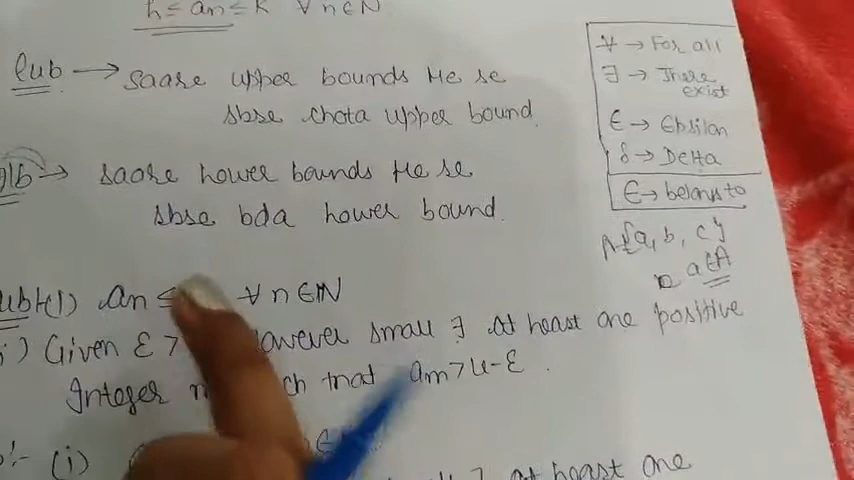 h ≤ an ≤ k ∀ n ∈ N
lub → saare upper bounds me se
sbse chota upper bound.
glb → saare lower bounds me se
sbse bda lower bound.
∀ → For all
∃ → There
exist
ε → Epsilon
δ → Delta
∈ → belongs to
A{a, b, c}
a ∈ A
lub→(i) an ≤ ∀ n ∈ N
) Given ε > however small ∃ at least one positive
Integer m that am > u-ε .
(i)
at least one